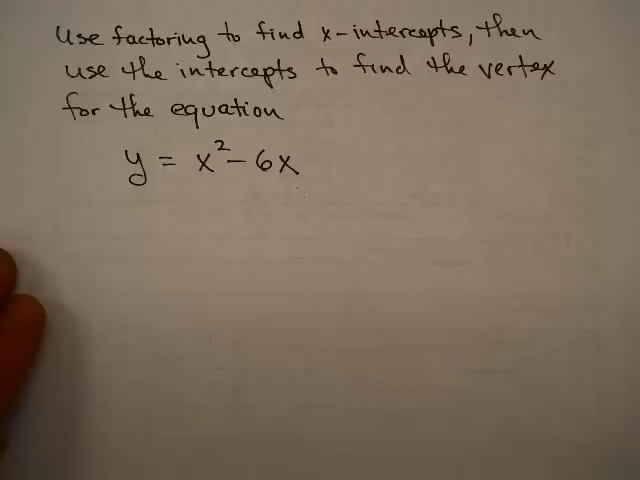 Use factoring to find x-intercepts, then
use the intercepts to find the vertex
for the equation
y = x² - 6x